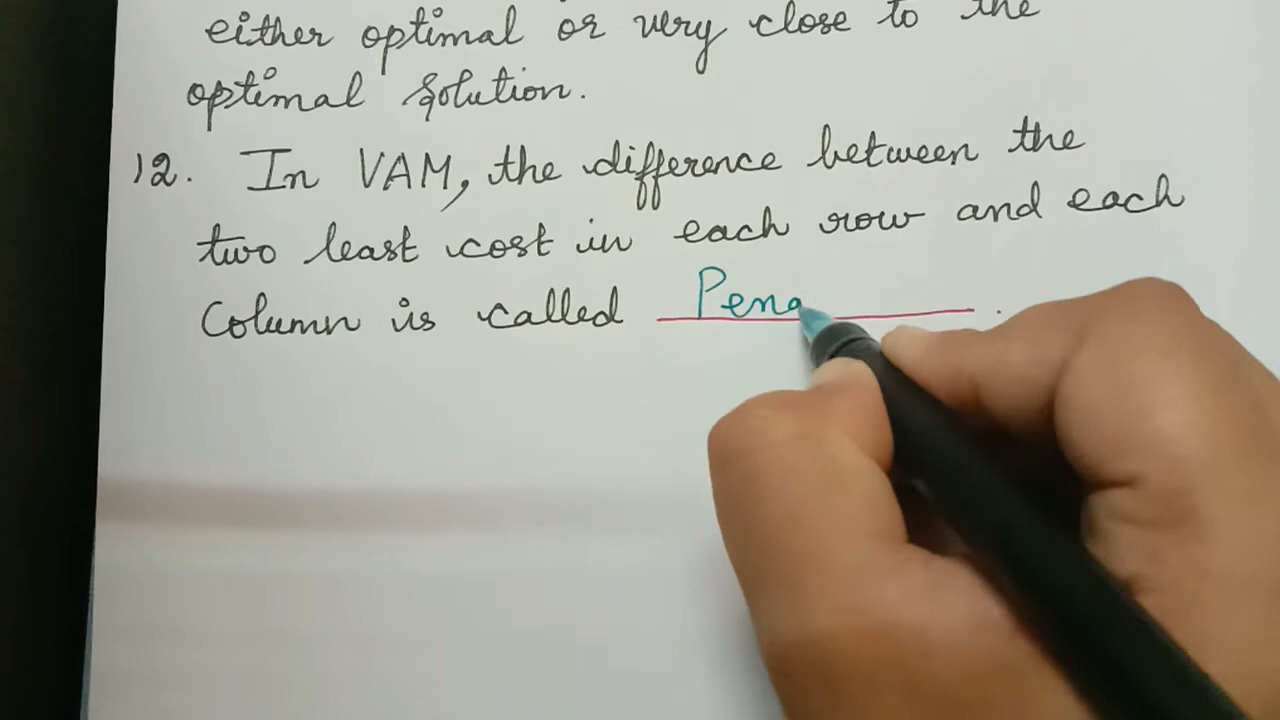 either optimal or very close to the
optimal solution.
12. In VAM, the difference between the
two least cost in each row and each
Column is called Pena .